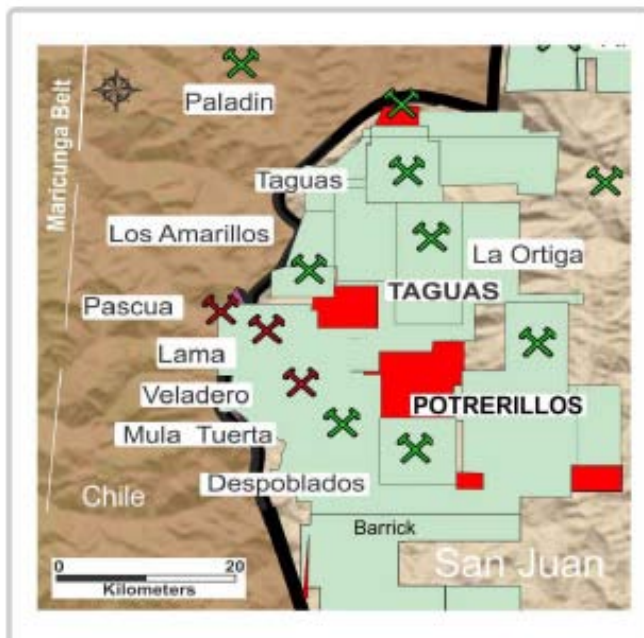 Paladin
Maricunga Belt
Taguas
Los Amarillos
La Ortiga
TAGUAS
Pascua
Lama
Veladero
POTRERILLOS
Mula Tuerta
Despoblados
Chile
Barrick
San Juan
0 20
Kilometers